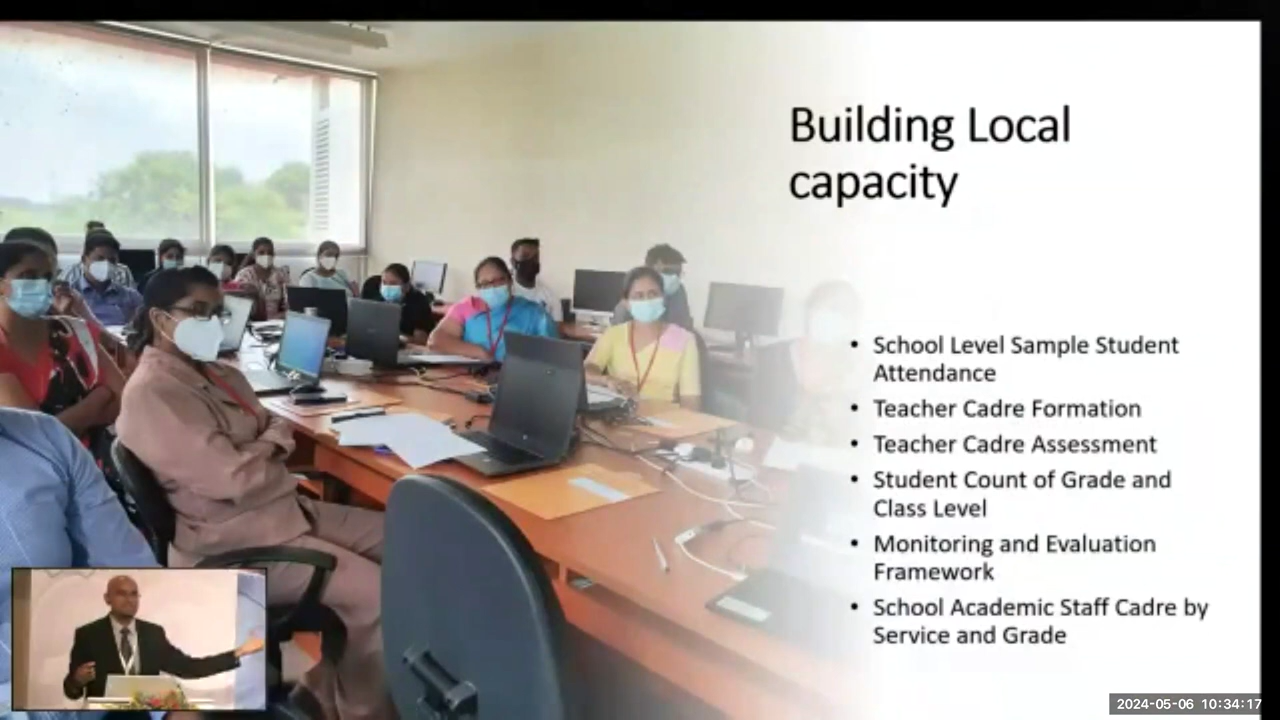 Building Local
capacity
• School Level Sample Student
Attendance
• Teacher Cadre Formation
• Teacher Cadre Assessment
• Student Count of Grade and
Class Level
• Monitoring and Evaluation
Framework
• School Academic Staff Cadre by
Service and Grade
2024-05-06 10:34:17